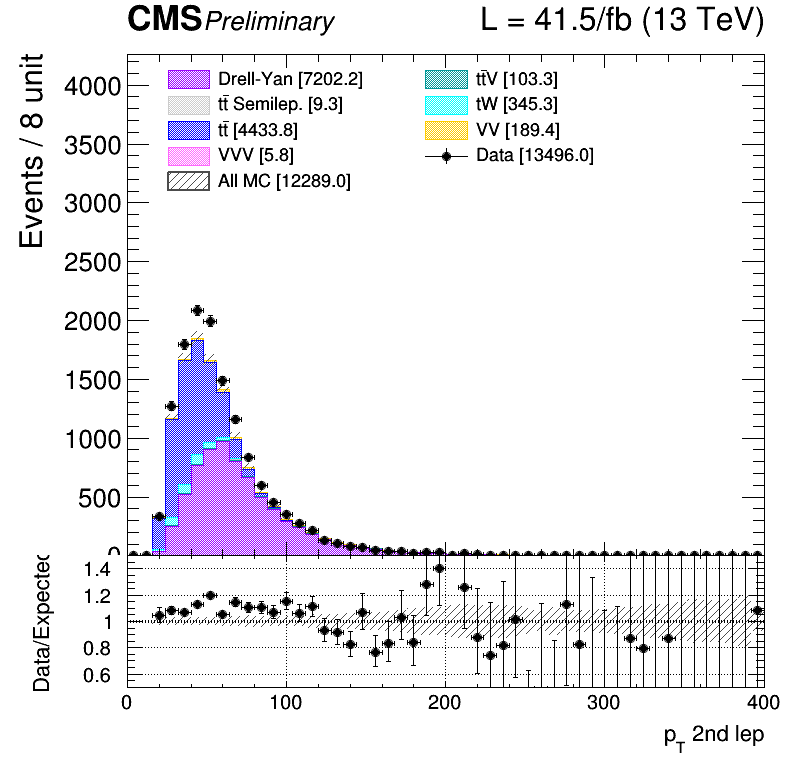 CMS Preliminary L = 41.5/fb (13 TeV)
Events / 8 unit
4000
3500
3000
2500
2000
1500
1000
500
0
Drell-Yan [7202.2]
tt̄ Semilep. [9.3]
tt̄ [4433.8]
VVV [5.8]
All MC [12289.0]
tt̄V [103.3]
tW [345.3]
VV [189.4]
Data [13496.0]
Data/Expected
1.4
1.2
1
0.8
0.6
0 100 200 300 400
p_T 2nd lep